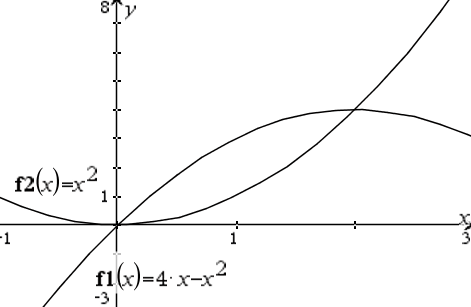 8 y
f2(x)=x²
1
-1 1 3 x
f1(x)=4·x-x²
-3